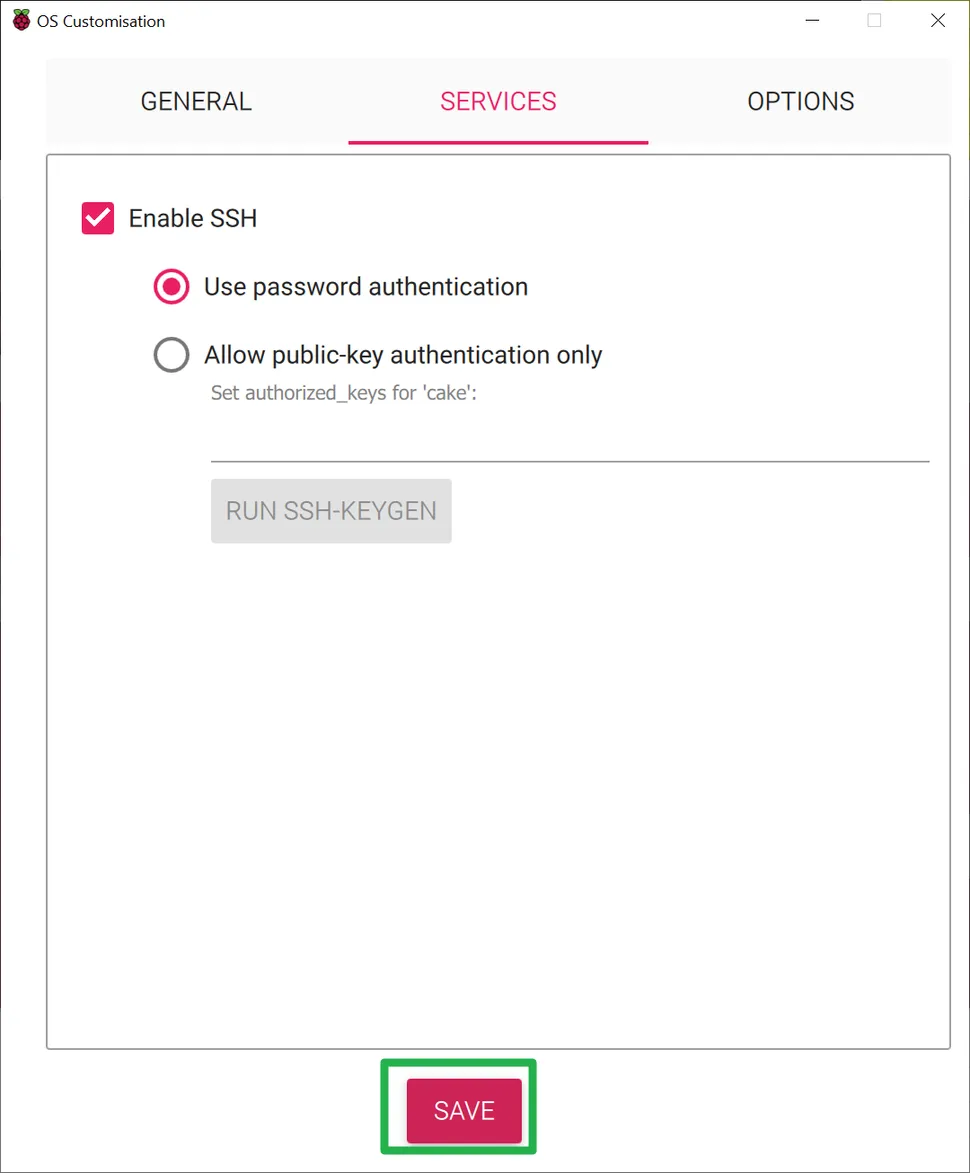 OS Customisation
GENERAL SERVICES OPTIONS
Enable SSH
Use password authentication
Allow public-key authentication only
Set authorized_keys for 'cake':
RUN SSH-KEYGEN
SAVE